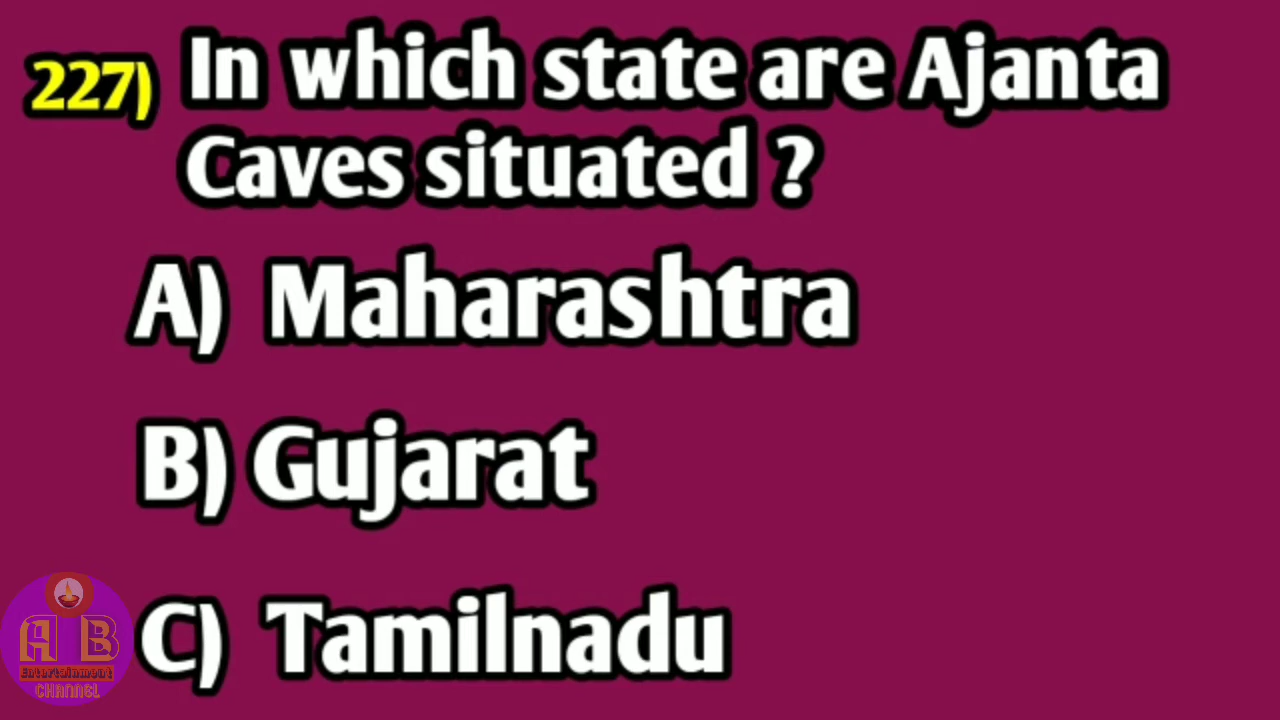 227) In which state are Ajanta
Caves situated ?
A) Maharashtra
B) Gujarat
C) Tamilnadu
A B
Entertainment
CHANNEL